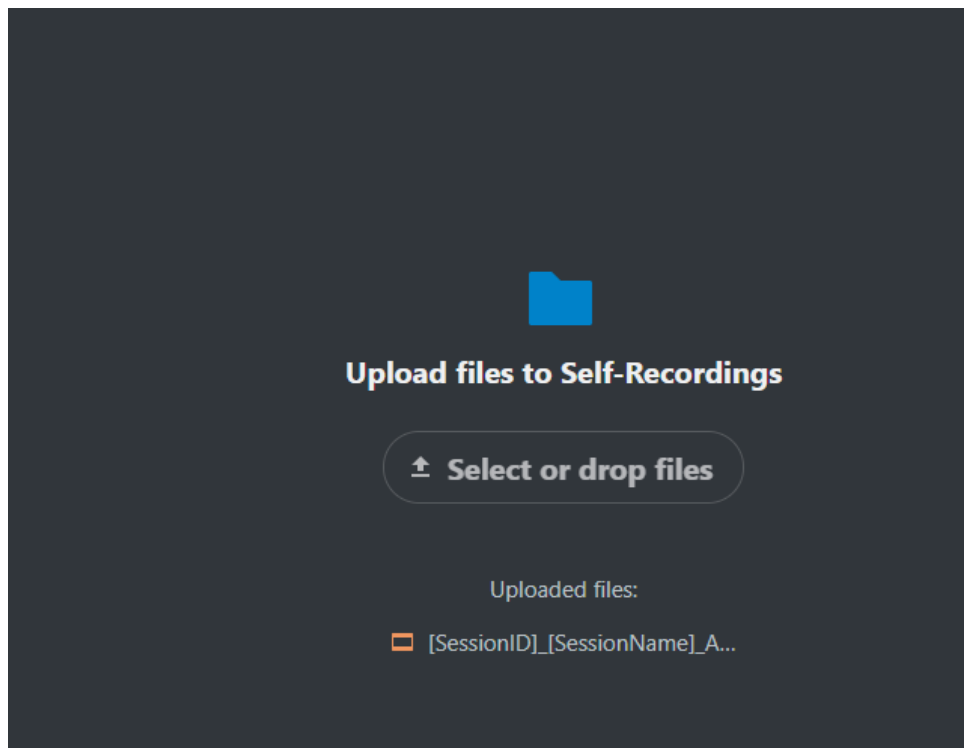 Upload files to Self-Recordings
Select or drop files
Uploaded files:
[SessionID]_[SessionName]_A...